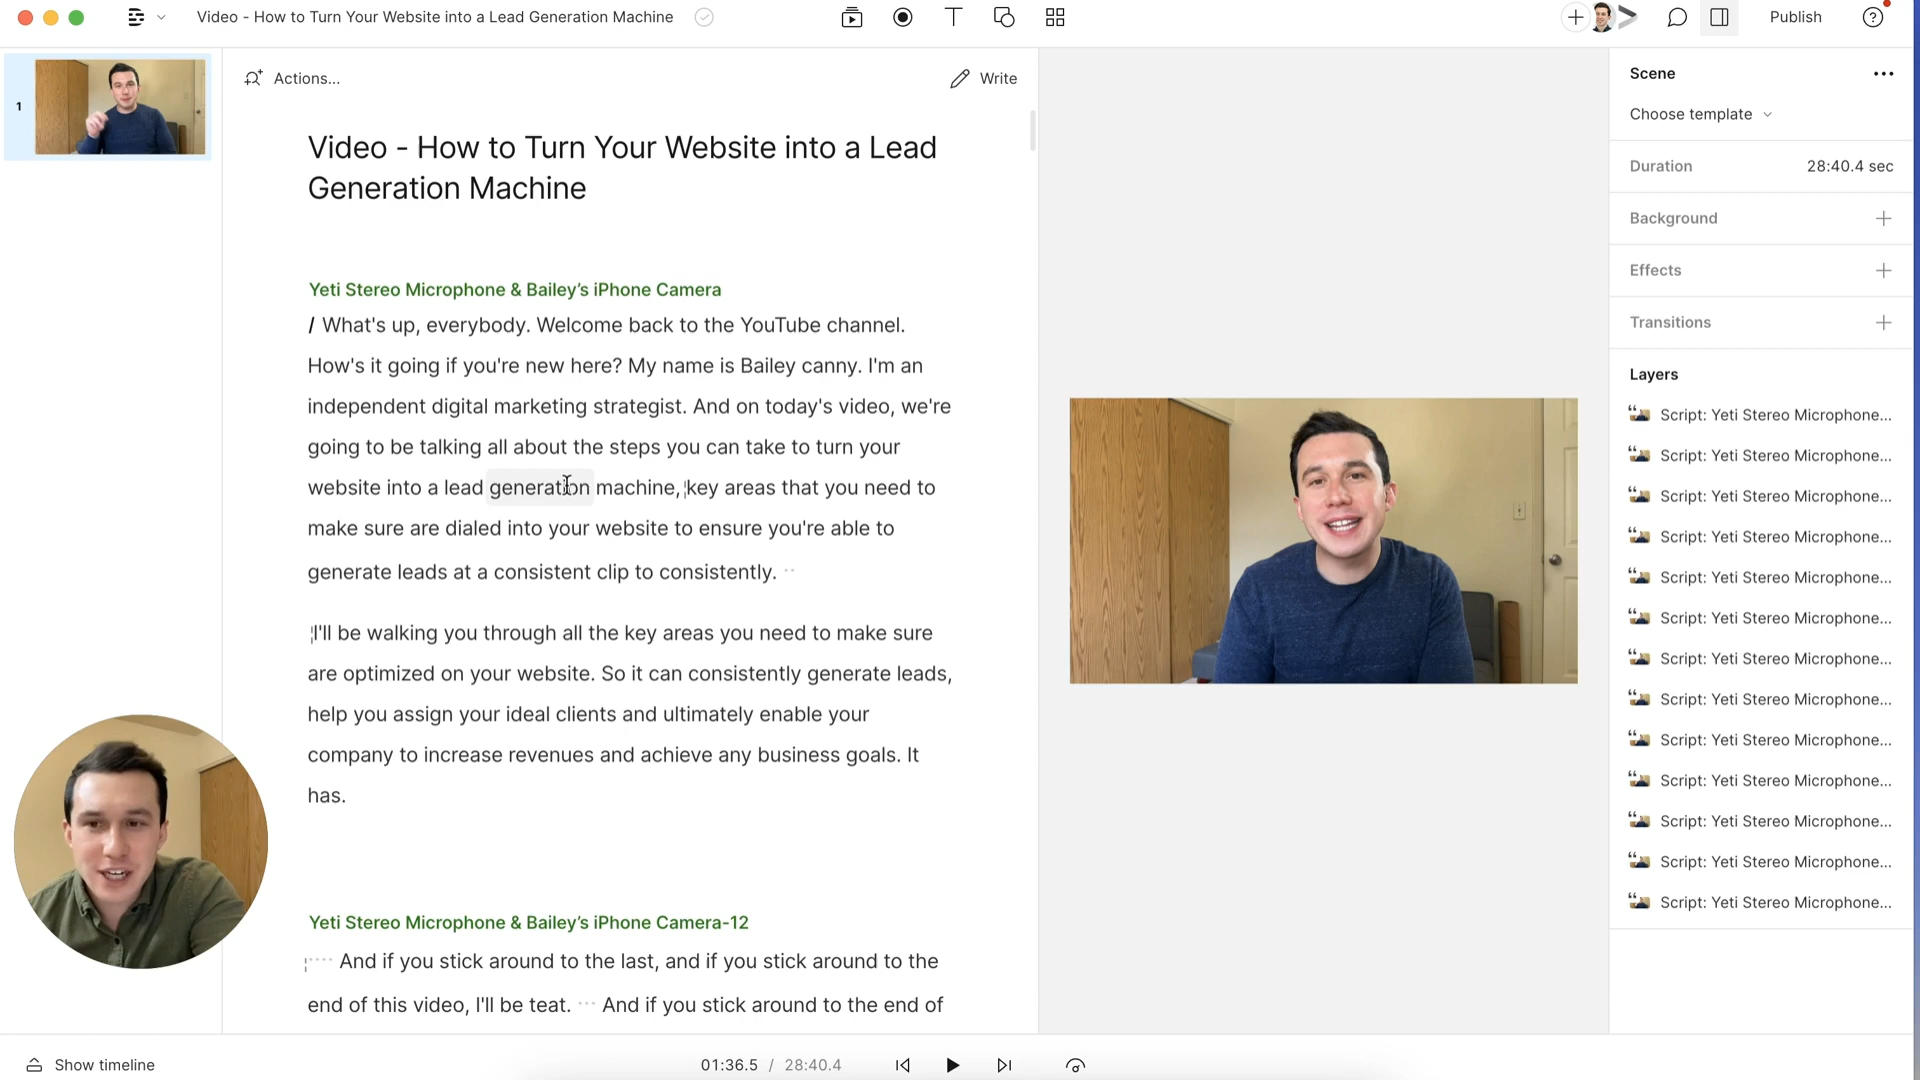 Video - How to Turn Your Website into a Lead Generation Machine
Publish
1
Actions...
Write
Video - How to Turn Your Website into a Lead
Generation Machine
Yeti Stereo Microphone & Bailey's iPhone Camera
/ What's up, everybody. Welcome back to the YouTube channel.
How's it going if you're new here? My name is Bailey canny. I'm an
independent digital marketing strategist. And on today's video, we're
going to be talking all about the steps you can take to turn your
website into a lead generation machine, key areas that you need to
make sure are dialed into your website to ensure you're able to
generate leads at a consistent clip to consistently. ··
I'll be walking you through all the key areas you need to make sure
are optimized on your website. So it can consistently generate leads,
help you assign your ideal clients and ultimately enable your
company to increase revenues and achieve any business goals. It
has.
Yeti Stereo Microphone & Bailey's iPhone Camera-12
···· And if you stick around to the last, and if you stick around to the
end of this video, I'll be teat. ··· And if you stick around to the end of
Scene
Choose template
Duration 28:40.4 sec
Background
Effects
Transitions
Layers
Script: Yeti Stereo Microphone...
Script: Yeti Stereo Microphone...
Script: Yeti Stereo Microphone...
Script: Yeti Stereo Microphone...
Script: Yeti Stereo Microphone...
Script: Yeti Stereo Microphone...
Script: Yeti Stereo Microphone...
Script: Yeti Stereo Microphone...
Script: Yeti Stereo Microphone...
Script: Yeti Stereo Microphone...
Script: Yeti Stereo Microphone...
Script: Yeti Stereo Microphone...
Script: Yeti Stereo Microphone...
Show timeline
01:36.5 / 28:40.4